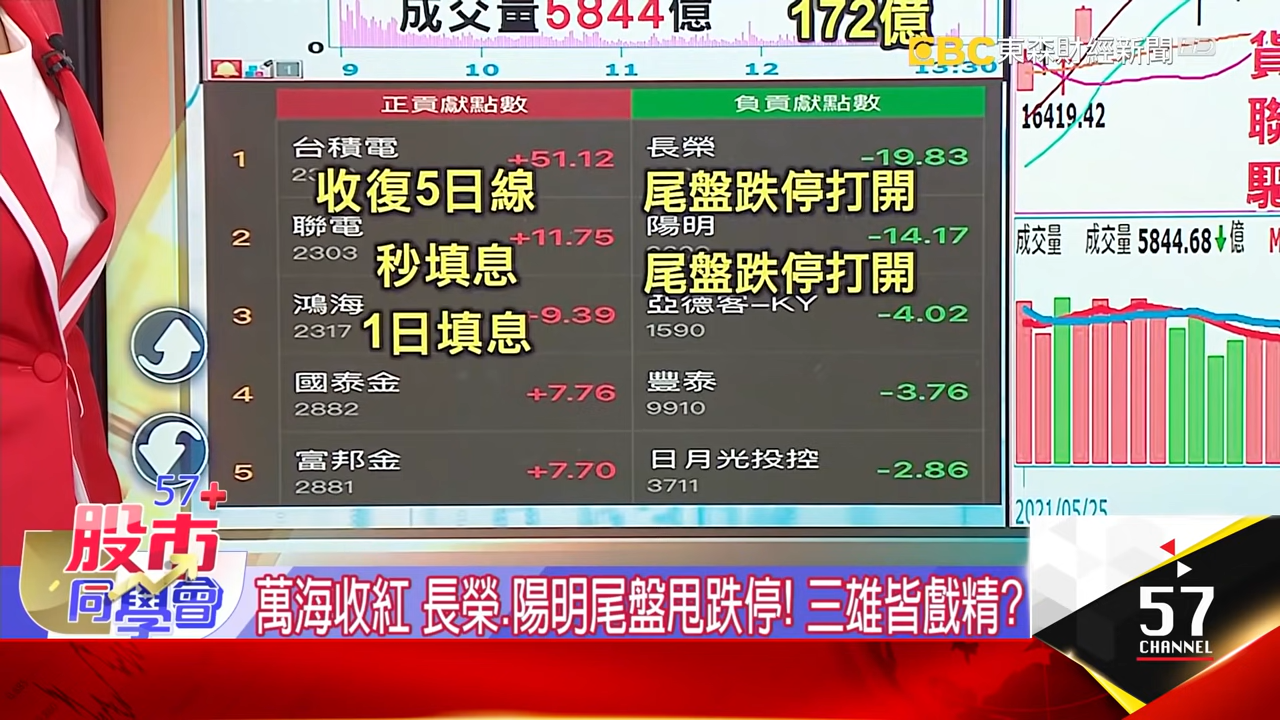 成交量5844億
172億
EBC東森財經新聞HD
0
9 10 11 12 13:30
正貢獻點數 負貢獻點數
1 台積電 +51.12 長榮 -19.83
收復5日線 尾盤跌停打開
2 聯電 +11.75 陽明 -14.17
2303
秒填息 尾盤跌停打開
3 鴻海 -9.39 亞德客-KY -4.02
2317 1590
1日填息
4 國泰金 +7.76 豐泰 -3.76
2882 9910
5 富邦金 +7.70 日月光投控 -2.86
2881 3711
16419.42
貨
聯
成交量 成交量 5844.68↓億 M
2021/05/25
57+
股市
同學會
萬海收紅 長榮.陽明尾盤甩跌停! 三雄皆戲精?
57
CHANNEL